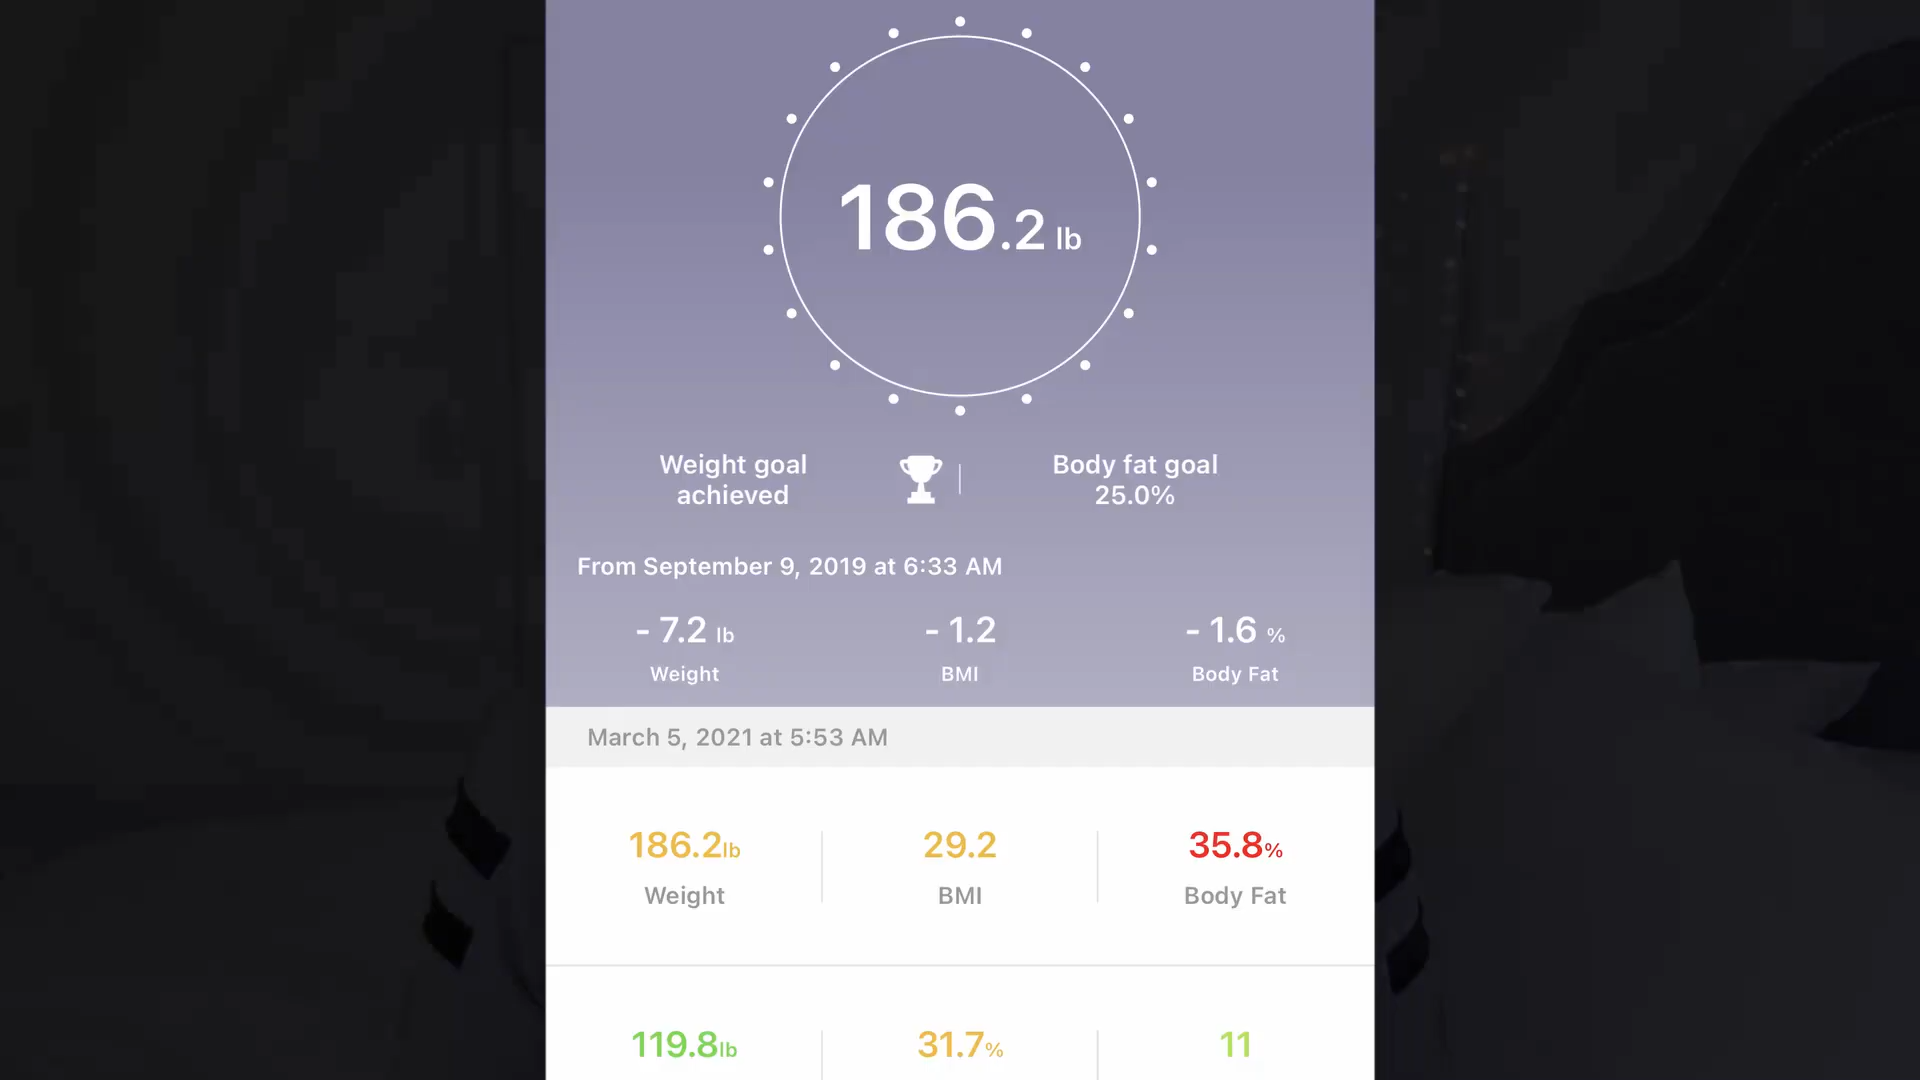 186.2 lb
Weight goal
achieved
Body fat goal
25.0%
From September 9, 2019 at 6:33 AM
- 7.2 lb
Weight
- 1.2
BMI
- 1.6 %
Body Fat
March 5, 2021 at 5:53 AM
186.2lb
Weight
29.2
BMI
35.8%
Body Fat
119.8lb
31.7%
11